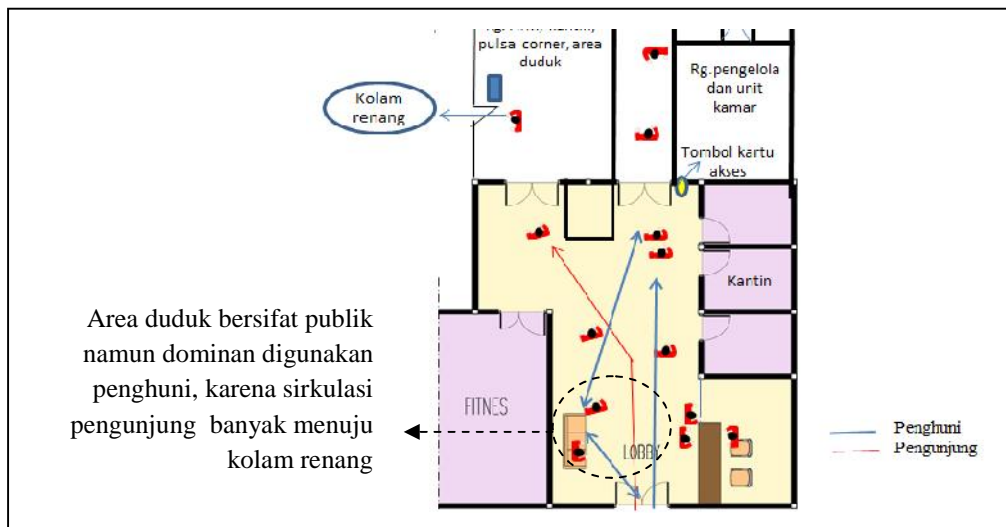 pulsa corner, area
duduk
Rg.pengelola
dan unit
kamar
Kolam
renang
Tombol kartu
akses
Kantin
Area duduk bersifat publik
namun dominan digunakan
penghuni, karena sirkulasi
pengunjung banyak menuju
kolam renang
FITNES
LOBBY
Penghuni
Pengunjung